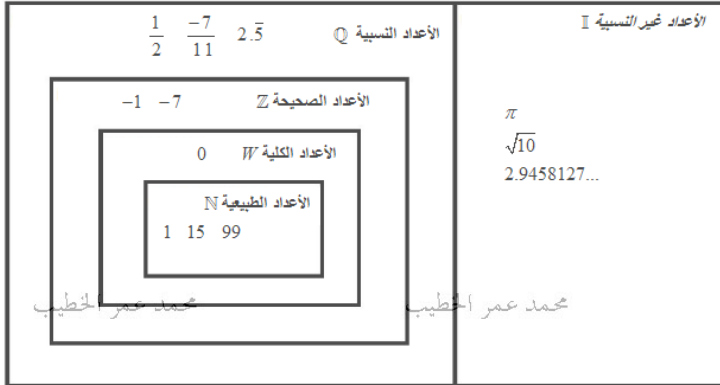 الأعداد غير النسبية 𝕀
π
√10
2.9458127...
الأعداد النسبية ℚ
1/2 -7/11 2.5̅
الأعداد الصحيحة ℤ
-1 -7
الأعداد الكلية W
0
الأعداد الطبيعية ℕ
1 15 99
محمد عمر الخطيب
محمد عمر الخطيب